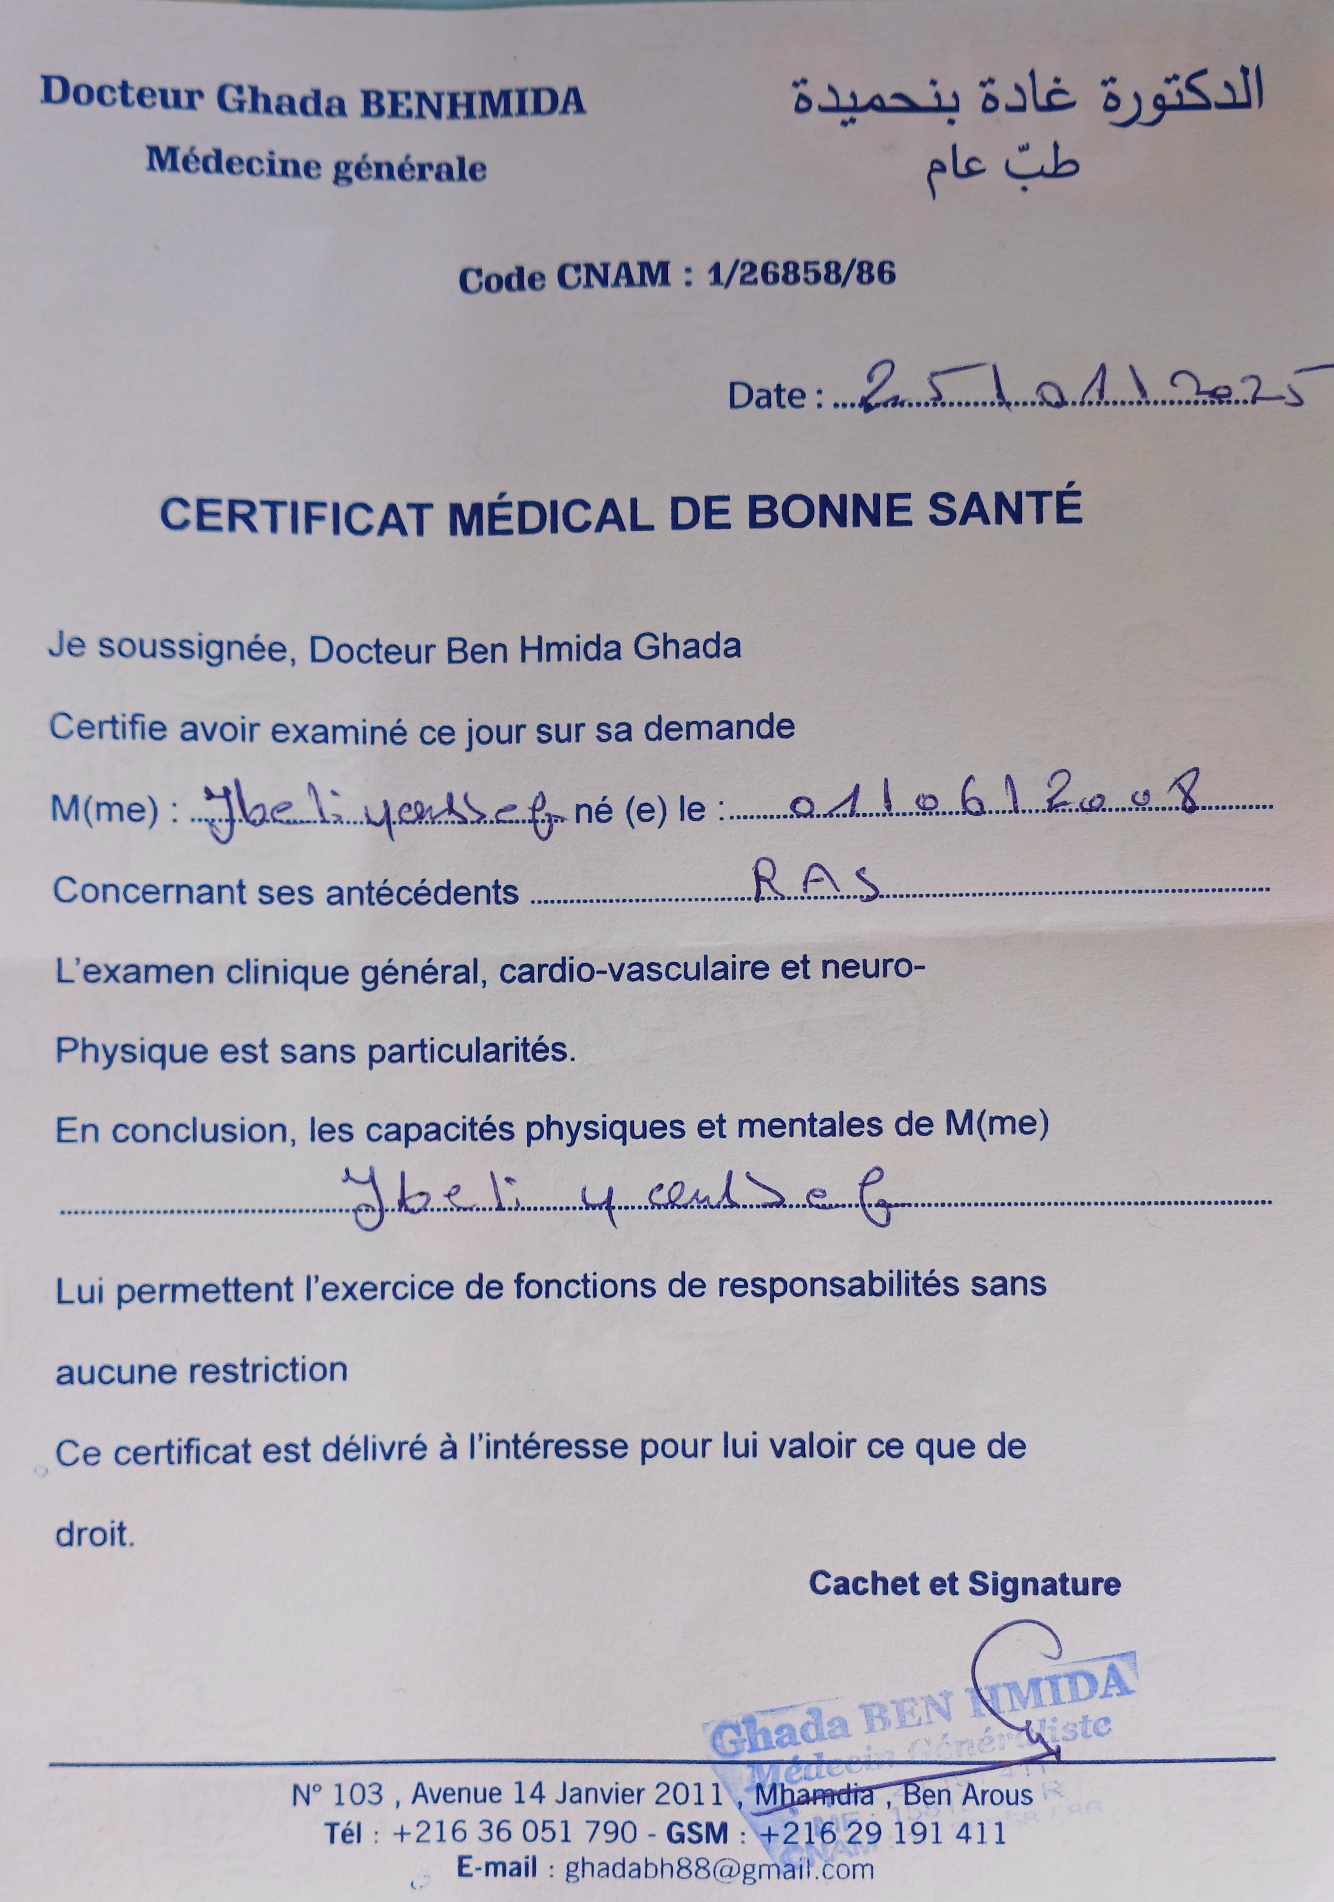 Docteur Ghada BENHMIDA
Médecine générale
الدكتورة غادة بنحميدة
طبّ عام
Code CNAM : 1/26858/86
Date : 25/01/2025
CERTIFICAT MÉDICAL DE BONNE SANTÉ
Je soussignée, Docteur Ben Hmida Ghada
Certifie avoir examiné ce jour sur sa demande
M(me) : Jbeli youssef né (e) le : 01/06/2008
Concernant ses antécédents RAS
L'examen clinique général, cardio-vasculaire et neuro-
Physique est sans particularités.
En conclusion, les capacités physiques et mentales de M(me)
Jbeli youssef
Lui permettent l'exercice de fonctions de responsabilités sans
aucune restriction
Ce certificat est délivré à l'intéresse pour lui valoir ce que de
droit.
Cachet et Signature
Ghada BEN HMIDA
Médecin Généraliste
N° 103 , Avenue 14 Janvier 2011 , Mhamdia , Ben Arous
Tél : +216 36 051 790 - GSM : +216 29 191 411
E-mail : ghadabh88@gmail.com